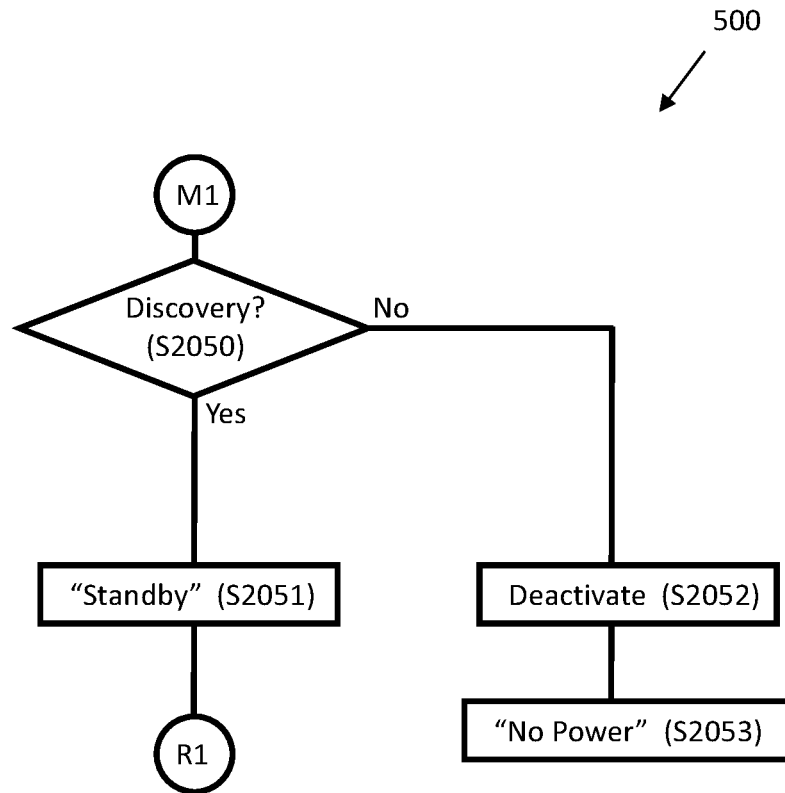 500
M1
Discovery?
(S2050)
No
Yes
“Standby” (S2051)
Deactivate (S2052)
“No Power” (S2053)
R1